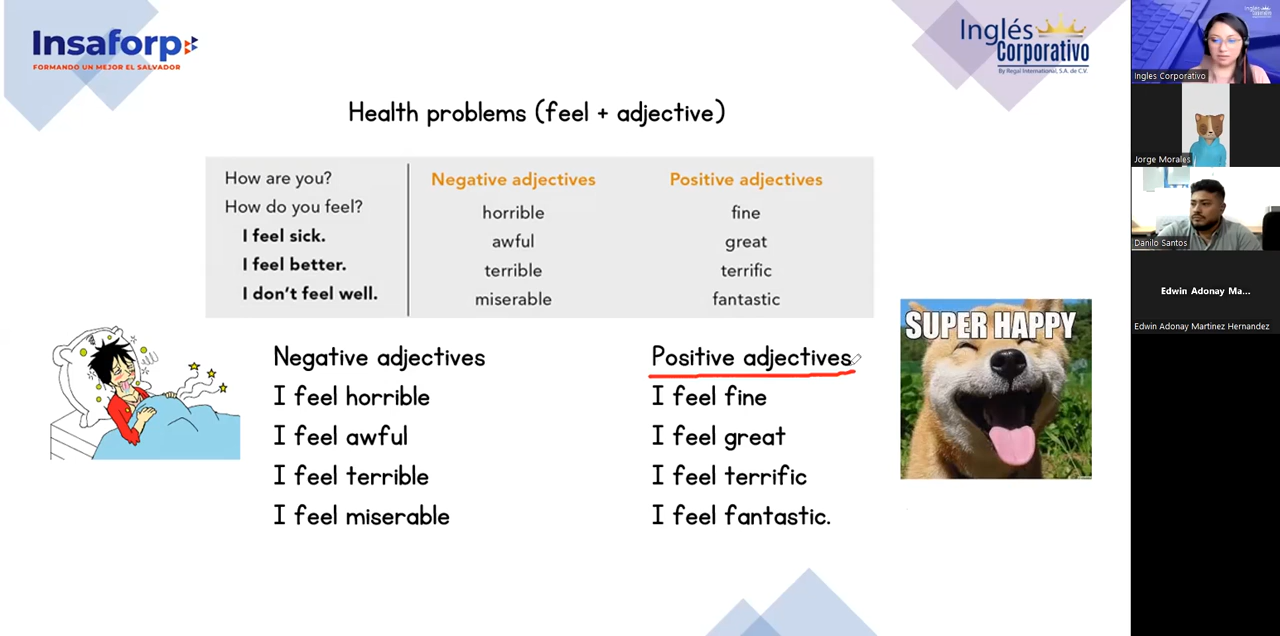 Insaforp
FORMANDO UN MEJOR EL SALVADOR
Inglés
Corporativo
By Regal International, S.A. de C.V.
Health problems (feel + adjective)
How are you?
How do you feel?
I feel sick.
I feel better.
I don't feel well.
Negative adjectives
horrible
awful
terrible
miserable
Positive adjectives
fine
great
terrific
fantastic
Negative adjectives
I feel horrible
I feel awful
I feel terrible
I feel miserable
Positive adjectives
I feel fine
I feel great
I feel terrific
I feel fantastic.
SUPER HAPPY
Ingles Corporativo
Jorge Morales
Danilo Santos
Edwin Adonay Ma...
Edwin Adonay Martinez Hernandez